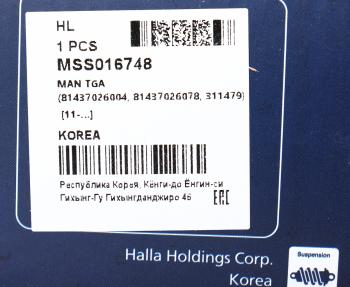 HL
1 PCS
MSS016748
MAN TGA
(81437026004, 81437026078, 311479)
[11-...]
KOREA
Республика Корея, Кёнги-до Ёнгин-си
Гихынг-Гу Гихынгданджиро 46
EAC
Halla Holdings Corp.
Korea
Suspension